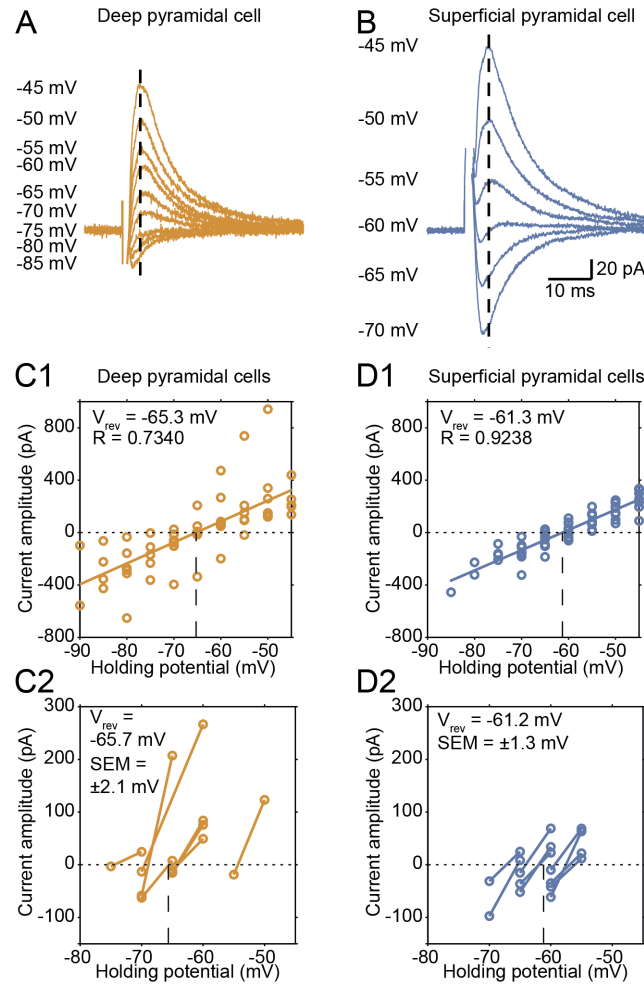 A
Deep pyramidal cell
-45 mV
-50 mV
-55 mV
-60 mV
-65 mV
-70 mV
-75 mV
-80 mV
-85 mV
B
Superficial pyramidal cell
-45 mV
-50 mV
-55 mV
-60 mV
-65 mV
-70 mV
20 pA
10 ms
C1
Deep pyramidal cells
Vrev = -65.3 mV
R = 0.7340
Current amplitude (pA)
800
400
0
-400
-800
-90
-80
-70
-60
-50
Holding potential (mV)
D1
Superficial pyramidal cells
Vrev = -61.3 mV
R = 0.9238
Current amplitude (pA)
800
400
0
-400
-800
-90
-80
-70
-60
-50
Holding potential (mV)
C2
Vrev =
-65.7 mV
SEM =
±2.1 mV
Current amplitude (pA)
300
200
100
0
-100
-80
-70
-60
-50
Holding potential (mV)
D2
Vrev = -61.2 mV
SEM = ±1.3 mV
Current amplitude (pA)
300
200
100
0
-100
-80
-70
-60
-50
Holding potential (mV)